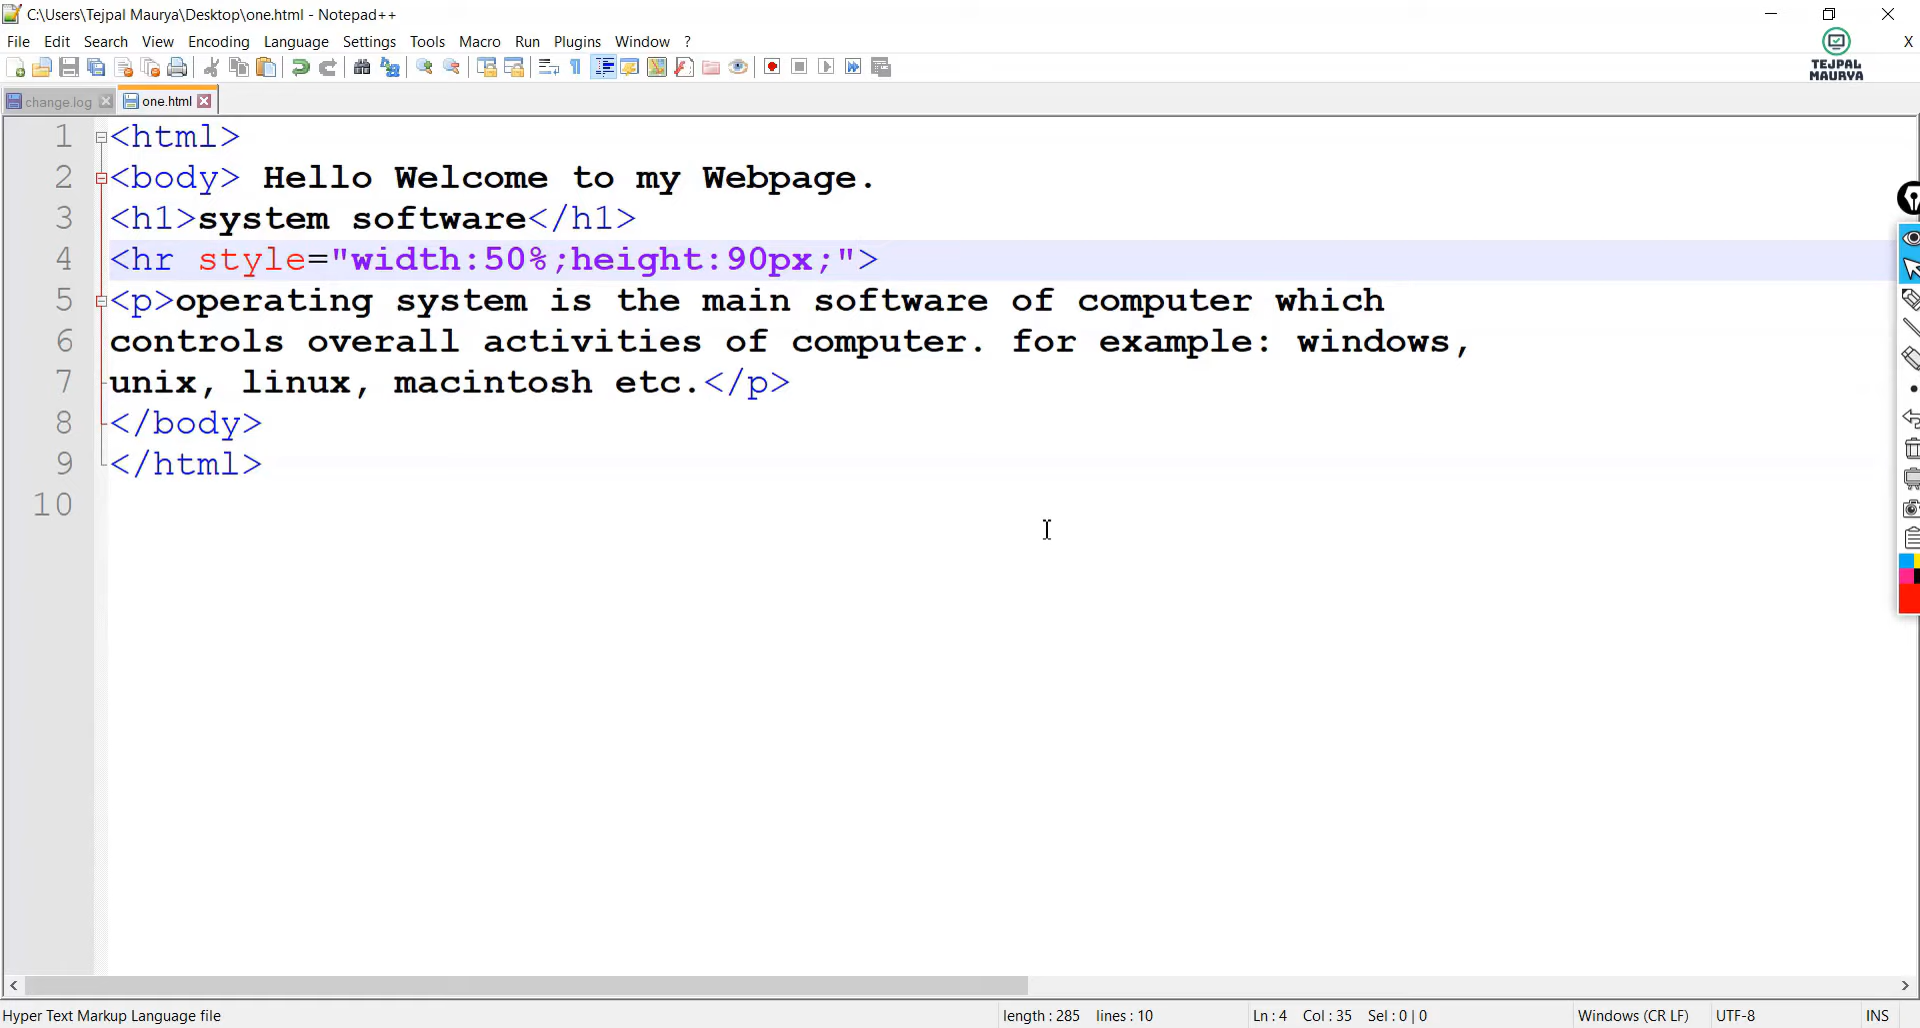 C:\Users\Tejpal Maurya\Desktop\one.html - Notepad++
File Edit Search View Encoding Language Settings Tools Macro Run Plugins Window ? X
TEJPAL
MAURYA
change.log one.html
1 <html>
2 <body> Hello Welcome to my Webpage.
3 <h1>system software</h1>
4 <hr style="width:50%;height:90px;">
5 <p>operating system is the main software of computer which
6 controls overall activities of computer. for example: windows,
7 unix, linux, macintosh etc.</p>
8 </body>
9 </html>
10
Hyper Text Markup Language file length : 285 lines : 10 Ln : 4 Col : 35 Sel : 0 | 0 Windows (CR LF) UTF-8 INS